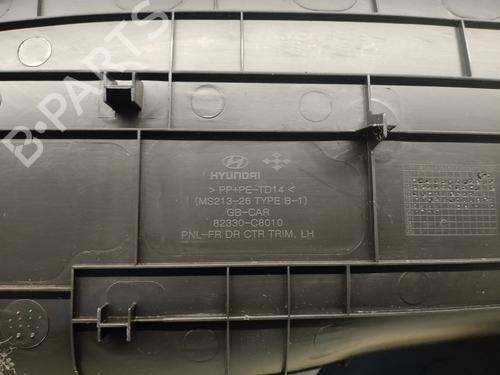 B-PARTS
HYUNDAI
> PP+PE-TD14 <
(MS213-26 TYPE B-1)
GB-CAR
82330-C8010
PNL-FR DR CTR TRIM, LH